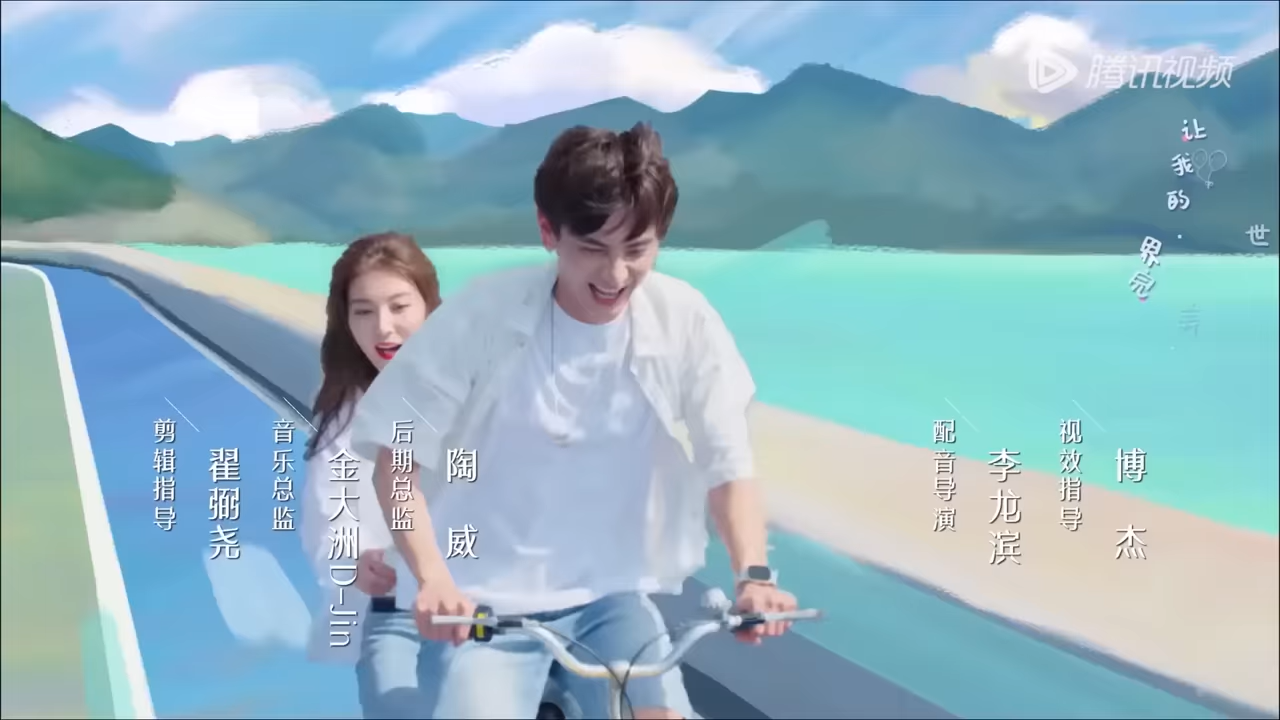 腾讯视频
让我的
世
界完
剪辑指导
翟弼尧
音乐总监
金大洲D-Jin
后期总监
陶威
配音导演
李龙滨
视效指导
博杰